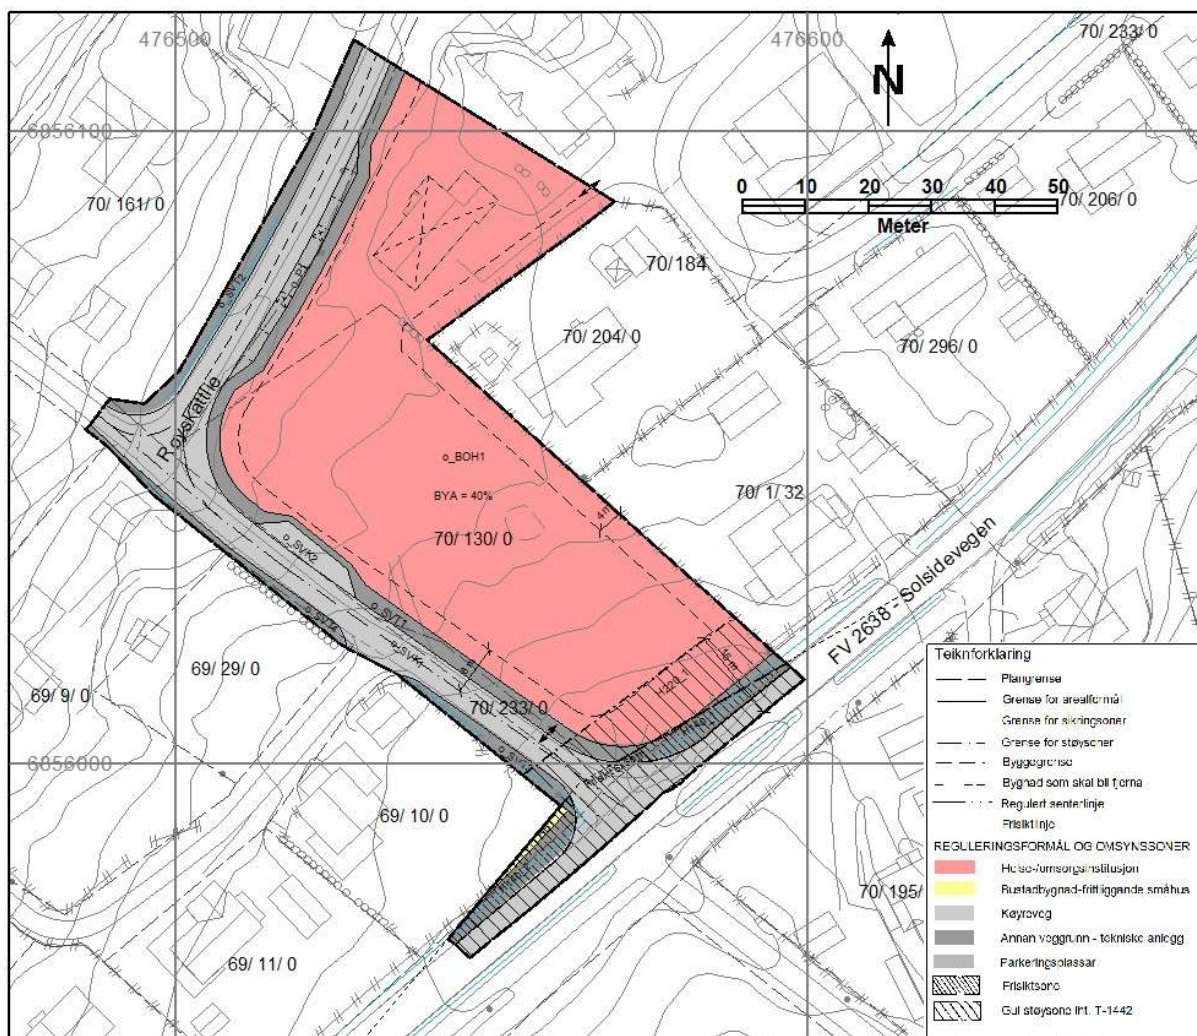 476500
476600
70/ 233/ 0
N
6856100
0 10 20 30 40 50
Meter
70/ 206/ 0
70/ 161/ 0
70/184
o_SVT2
70/ 204/ 0
70/ 296/ 0
RoysKattlie
o_BOH1
BYA = 40%
70/ 1/ 32
4 m
70/ 130/ 0
o_SVK2
FV 2638 - Solsidevegen
o_SVT1
o_SVT2
o_SVK1
69/ 29/ 0
69/ 9/ 0
70/ 233/ 0
6856000
69/ 10/ 0
70/ 195/
69/ 11/ 0
Teiknforklaring
Plangrense
Grense for arealformål
Grense for sikringsoner
Grense for støysoner
Byggegrense
Bygnad som skal bli fjerna
Regulert senterlinje
Frisiktlinje
REGULERINGSFORMÅL OG OMSYNSSONER
Helse-/omsorgsinstitusjon
Bustadbygnad-frittliggande småhus
Køyreveg
Annan veggrunn - tekniske anlegg
Parkeringsplassar
Frisiktsone
Gul støysone iht. T-1442